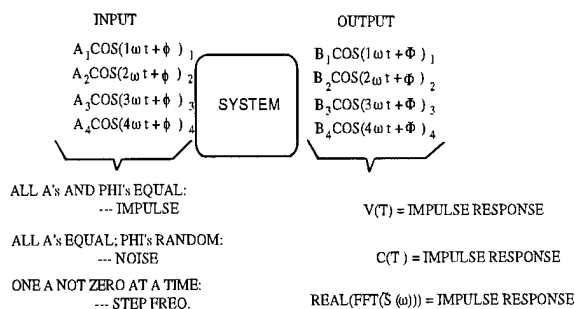 INPUT
A₁COS(1ωt+ϕ )₁
A₂COS(2ωt+ϕ )₂
A₃COS(3ωt+ϕ )₃
A₄COS(4ωt+ϕ )₄
SYSTEM
OUTPUT
B₁COS(1ωt+Φ )₁
B₂COS(2ωt+Φ )₂
B₃COS(3ωt+Φ )₃
B₄COS(4ωt+Φ )₄
ALL A's AND PHI's EQUAL:
--- IMPULSE
ALL A's EQUAL; PHI's RANDOM:
--- NOISE
ONE A NOT ZERO AT A TIME:
--- STEP FREQ.
V(T) = IMPULSE RESPONSE
C(T ) = IMPULSE RESPONSE
REAL(FFT(S̃ (ω))) = IMPULSE RESPONSE